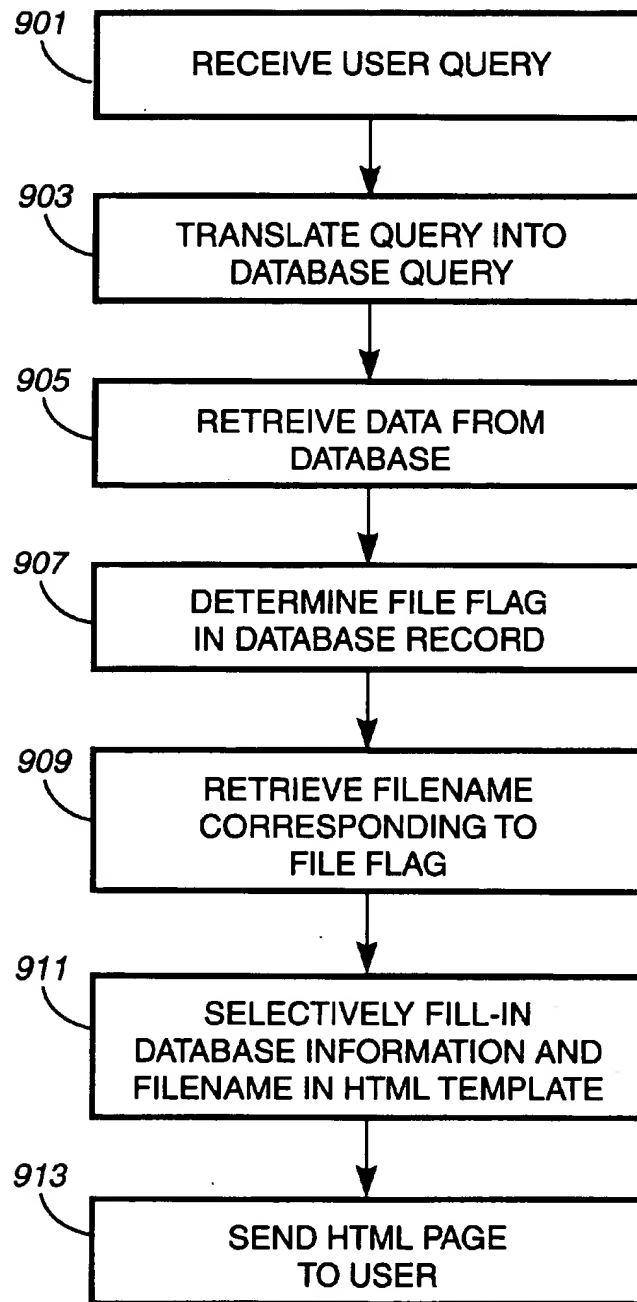 901
RECEIVE USER QUERY
903
TRANSLATE QUERY INTO
DATABASE QUERY
905
RETREIVE DATA FROM
DATABASE
907
DETERMINE FILE FLAG
IN DATABASE RECORD
909
RETRIEVE FILENAME
CORRESPONDING TO
FILE FLAG
911
SELECTIVELY FILL-IN
DATABASE INFORMATION AND
FILENAME IN HTML TEMPLATE
913
SEND HTML PAGE
TO USER